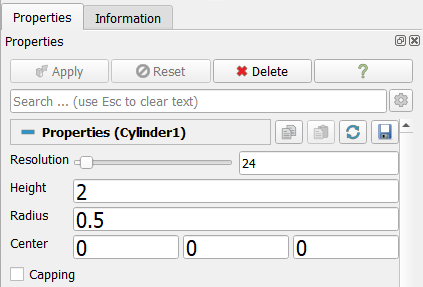 Properties Information
Properties
Apply Reset Delete ?
Search ... (use Esc to clear text)
Properties (Cylinder1)
Resolution 24
Height 2
Radius 0.5
Center 0 0 0
Capping